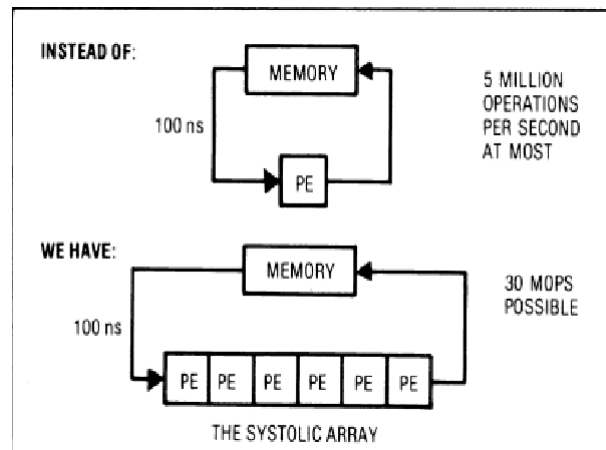 INSTEAD OF:
MEMORY
5 MILLION
OPERATIONS
PER SECOND
AT MOST
100 ns
PE
WE HAVE:
MEMORY
30 MOPS
POSSIBLE
100 ns
PE PE PE PE PE PE
THE SYSTOLIC ARRAY